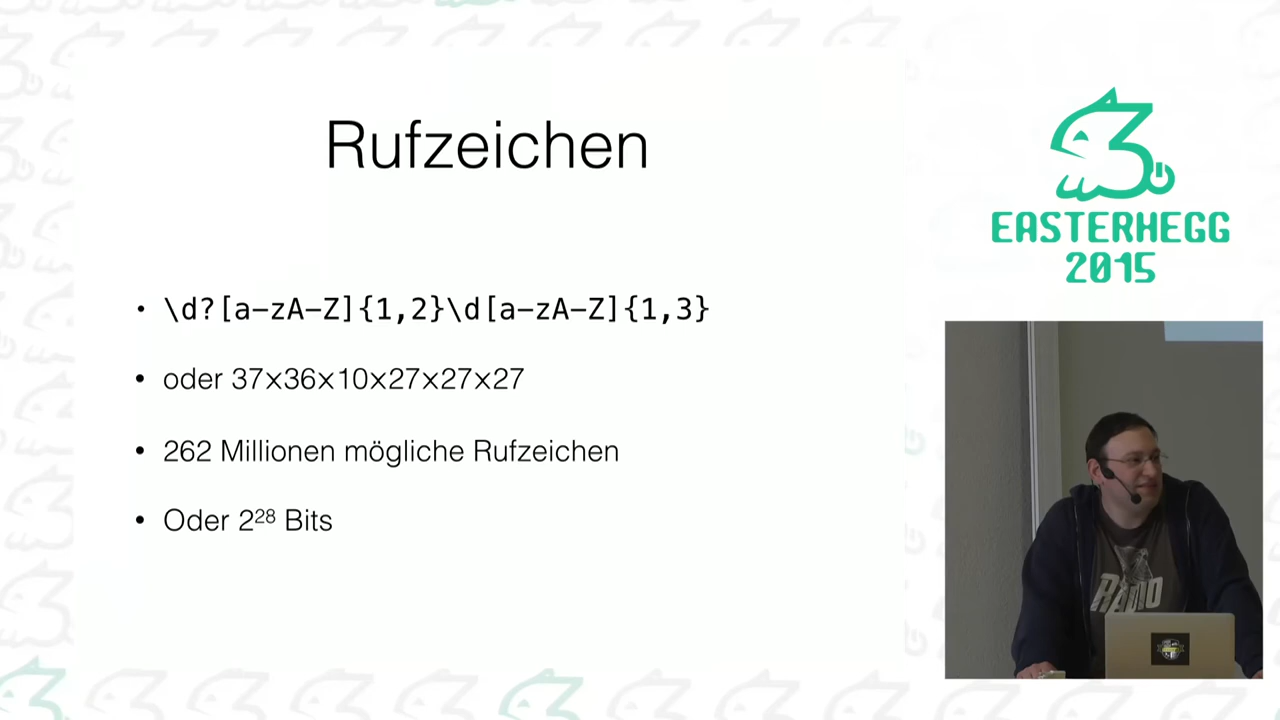 Rufzeichen
• \d?[a-zA-Z]{1,2}\d[a-zA-Z]{1,3}
• oder 37×36×10×27×27×27
• 262 Millionen mögliche Rufzeichen
• Oder 2²⁸ Bits
EASTERHEGG
2015
RADIO